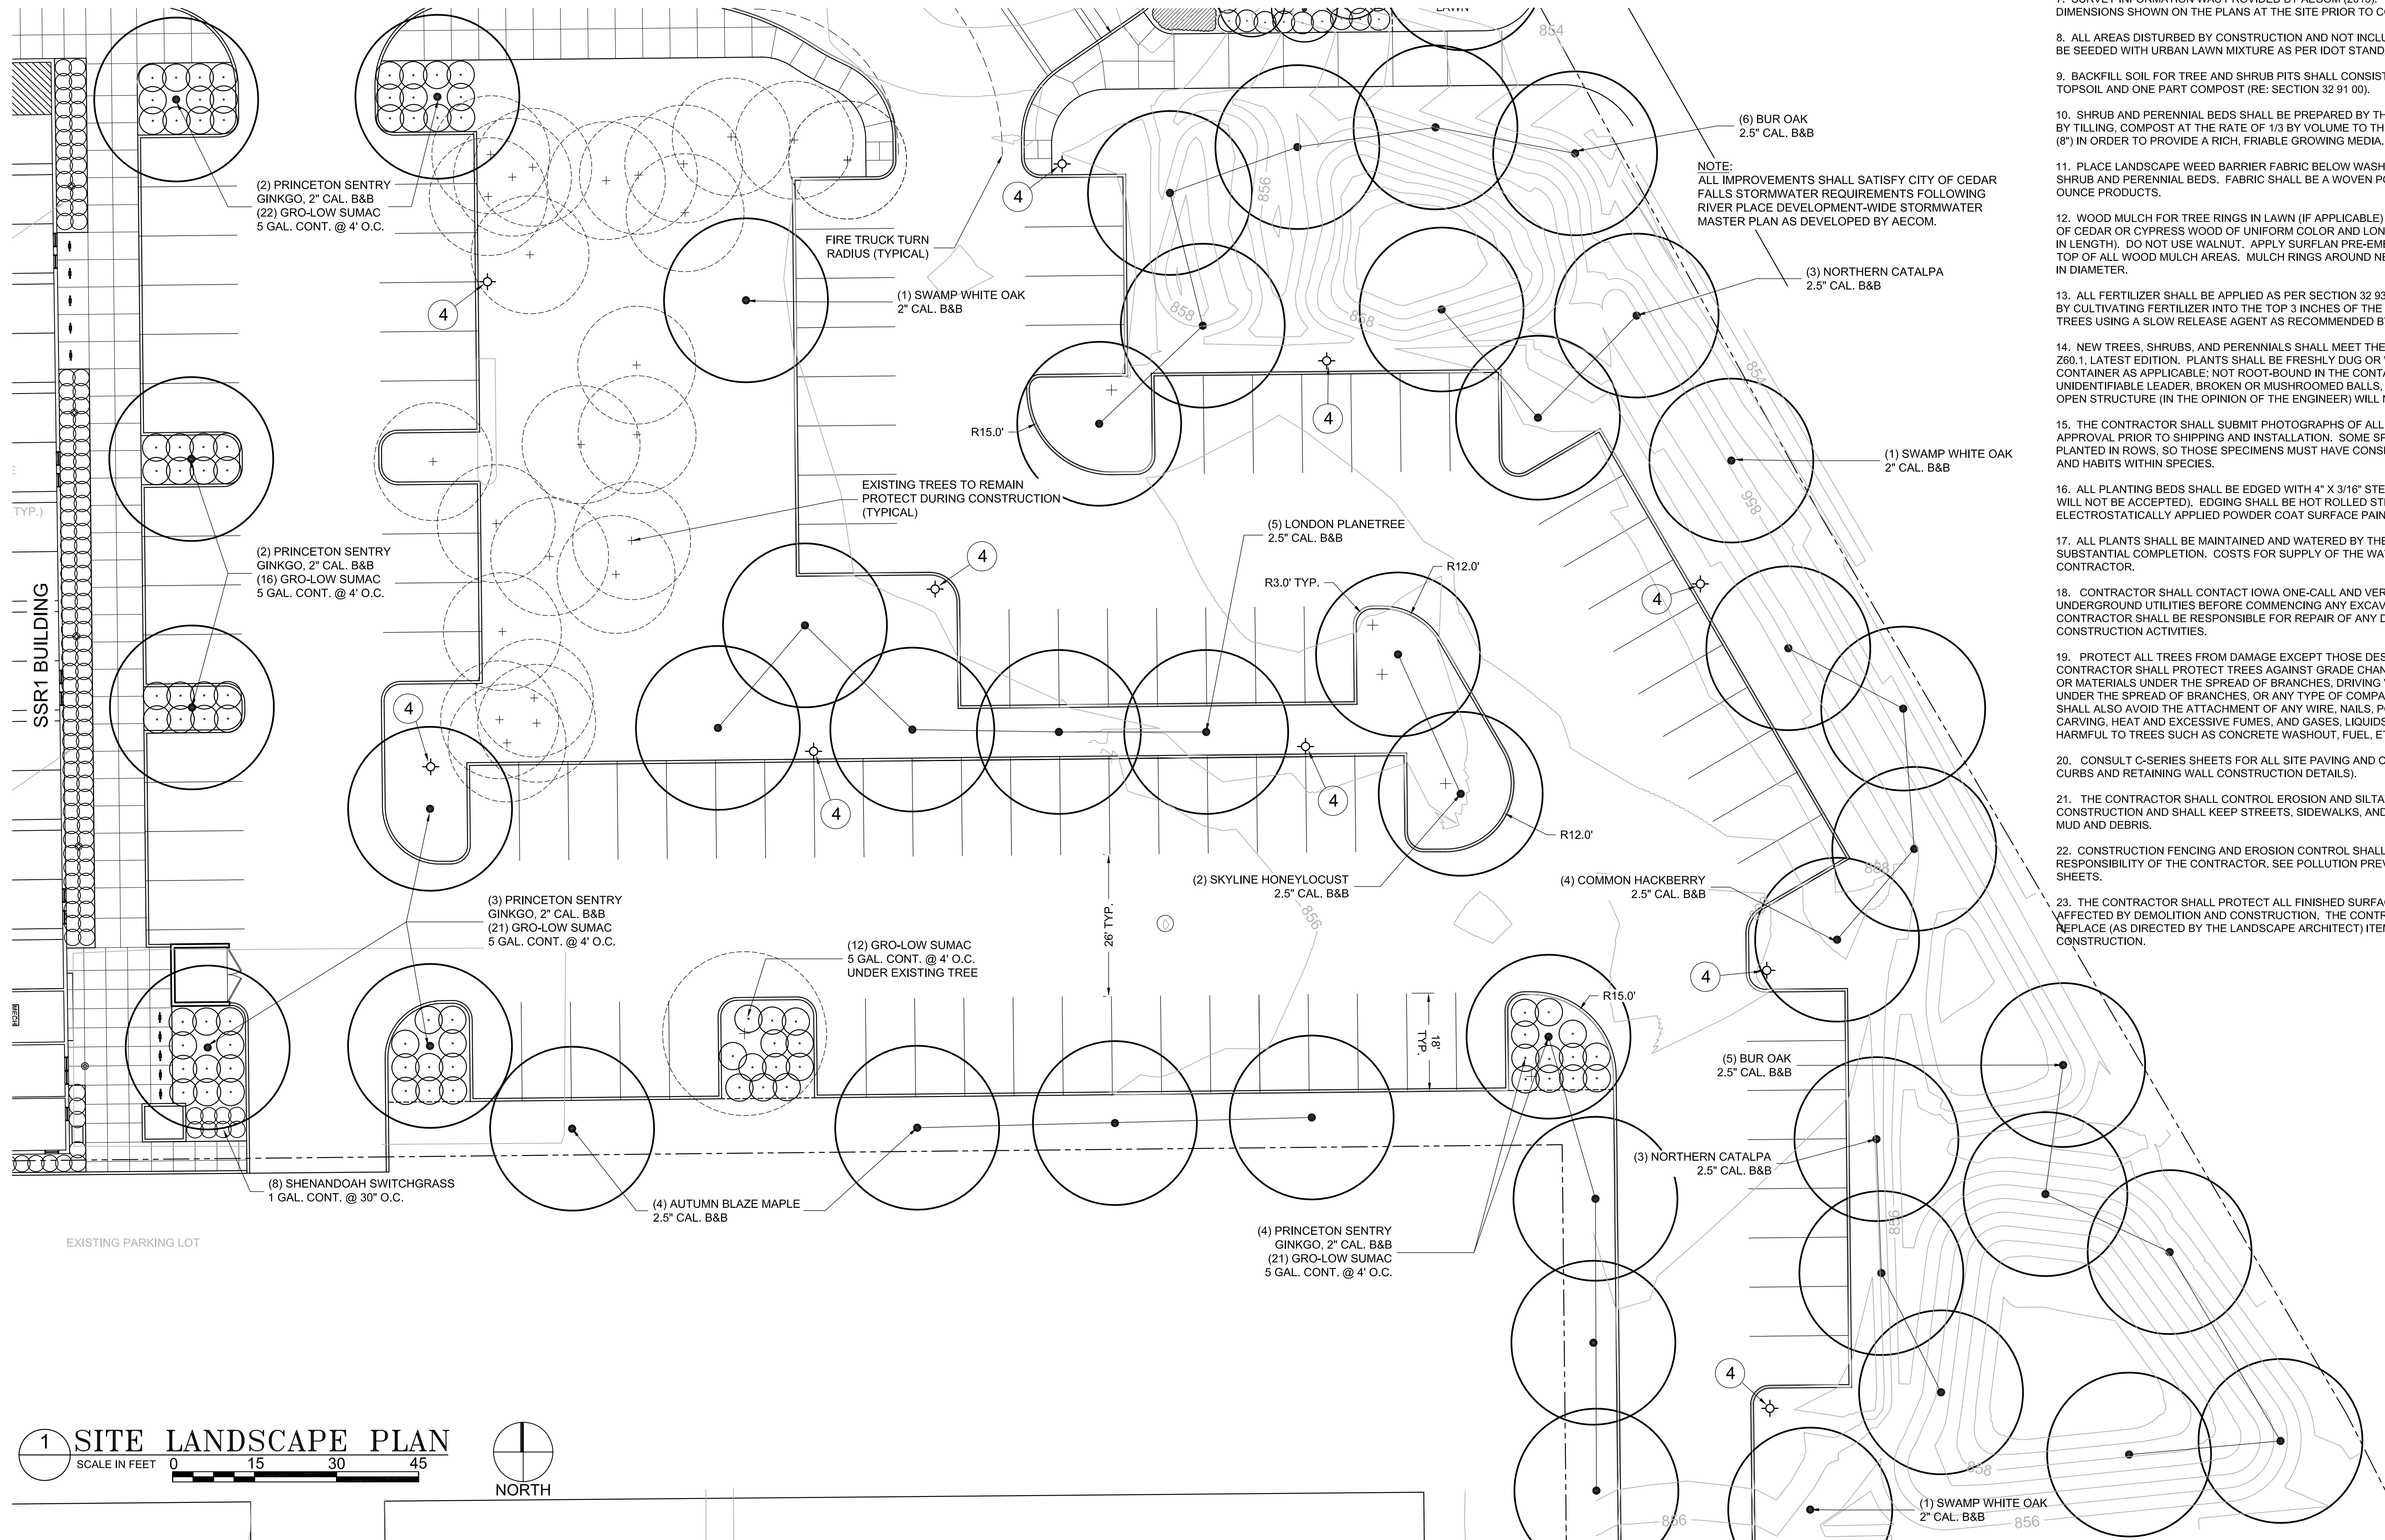 LAWN
854
(2) PRINCETON SENTRY
GINKGO, 2" CAL. B&B
(22) GRO-LOW SUMAC
5 GAL. CONT. @ 4' O.C.
4
FIRE TRUCK TURN
RADIUS (TYPICAL)
(1) SWAMP WHITE OAK
2" CAL. B&B
4
856
858
868
(6) BUR OAK
2.5" CAL. B&B
NOTE:
ALL IMPROVEMENTS SHALL SATISFY CITY OF CEDAR
FALLS STORMWATER REQUIREMENTS FOLLOWING
RIVER PLACE DEVELOPMENT-WIDE STORMWATER
MASTER PLAN AS DEVELOPED BY AECOM.
(3) NORTHERN CATALPA
2.5" CAL. B&B
854
R15.0'
4
(1) SWAMP WHITE OAK
2" CAL. B&B
856
TYP.)
EXISTING TREES TO REMAIN
PROTECT DURING CONSTRUCTION
(TYPICAL)
(5) LONDON PLANETREE
2.5" CAL. B&B
(2) PRINCETON SENTRY
GINKGO, 2" CAL. B&B
(16) GRO-LOW SUMAC
5 GAL. CONT. @ 4' O.C.
4
R3.0' TYP.
R12.0'
4
SSR1 BUILDING
4
4
4
R12.0'
(2) SKYLINE HONEYLOCUST
2.5" CAL. B&B
(4) COMMON HACKBERRY
2.5" CAL. B&B
856
(3) PRINCETON SENTRY
GINKGO, 2" CAL. B&B
(21) GRO-LOW SUMAC
5 GAL. CONT. @ 4' O.C.
(12) GRO-LOW SUMAC
5 GAL. CONT. @ 4' O.C.
UNDER EXISTING TREE
26' TYP.
4
R15.0'
18'
TYP.
MECH
(5) BUR OAK
2.5" CAL. B&B
(3) NORTHERN CATALPA
2.5" CAL. B&B
856
(8) SHENANDOAH SWITCHGRASS
1 GAL. CONT. @ 30" O.C.
(4) AUTUMN BLAZE MAPLE
2.5" CAL. B&B
(4) PRINCETON SENTRY
GINKGO, 2" CAL. B&B
(21) GRO-LOW SUMAC
5 GAL. CONT. @ 4' O.C.
EXISTING PARKING LOT
4
858
(1) SWAMP WHITE OAK
2" CAL. B&B
856
856
1
SITE LANDSCAPE PLAN
SCALE IN FEET 0 15 30 45
NORTH
DIMENSIONS SHOWN ON THE PLANS AT THE SITE PRIOR TO
8. ALL AREAS DISTURBED BY CONSTRUCTION AND NOT
BE SEEDED WITH URBAN LAWN MIXTURE AS PER IDOT
9. BACKFILL SOIL FOR TREE AND SHRUB PITS SHALL
TOPSOIL AND ONE PART COMPOST (RE: SECTION 32 91 00).
10. SHRUB AND PERENNIAL BEDS SHALL BE PREPARED BY
BY TILLING, COMPOST AT THE RATE OF 1/3 BY VOLUME TO
(8") IN ORDER TO PROVIDE A RICH, FRIABLE GROWING MEDIA.
11. PLACE LANDSCAPE WEED BARRIER FABRIC BELOW
SHRUB AND PERENNIAL BEDS. FABRIC SHALL BE A WOVEN
OUNCE PRODUCTS.
12. WOOD MULCH FOR TREE RINGS IN LAWN (IF APPLICABLE)
OF CEDAR OR CYPRESS WOOD OF UNIFORM COLOR AND
IN LENGTH). DO NOT USE WALNUT. APPLY SURFLAN
TOP OF ALL WOOD MULCH AREAS. MULCH RINGS AROUND
IN DIAMETER.
13. ALL FERTILIZER SHALL BE APPLIED AS PER SECTION 32 93
BY CULTIVATING FERTILIZER INTO THE TOP 3 INCHES OF THE
TREES USING A SLOW RELEASE AGENT AS RECOMMENDED
14. NEW TREES, SHRUBS, AND PERENNIALS SHALL MEET THE
Z60.1, LATEST EDITION. PLANTS SHALL BE FRESHLY DUG OR
CONTAINER AS APPLICABLE; NOT ROOT-BOUND IN THE
UNIDENTIFIABLE LEADER, BROKEN OR MUSHROOMED BALLS,
OPEN STRUCTURE (IN THE OPINION OF THE ENGINEER) WILL
15. THE CONTRACTOR SHALL SUBMIT PHOTOGRAPHS OF ALL
APPROVAL PRIOR TO SHIPPING AND INSTALLATION. SOME
PLANTED IN ROWS, SO THOSE SPECIMENS MUST HAVE
AND HABITS WITHIN SPECIES.
16. ALL PLANTING BEDS SHALL BE EDGED WITH 4" X 3/16"
WILL NOT BE ACCEPTED). EDGING SHALL BE HOT ROLLED
ELECTROSTATICALLY APPLIED POWDER COAT SURFACE
17. ALL PLANTS SHALL BE MAINTAINED AND WATERED BY THE
SUBSTANTIAL COMPLETION. COSTS FOR SUPPLY OF THE
CONTRACTOR.
18. CONTRACTOR SHALL CONTACT IOWA ONE-CALL AND
UNDERGROUND UTILITIES BEFORE COMMENCING ANY
CONTRACTOR SHALL BE RESPONSIBLE FOR REPAIR OF ANY
CONSTRUCTION ACTIVITIES.
19. PROTECT ALL TREES FROM DAMAGE EXCEPT THOSE
CONTRACTOR SHALL PROTECT TREES AGAINST GRADE
OR MATERIALS UNDER THE SPREAD OF BRANCHES, DRIVING
UNDER THE SPREAD OF BRANCHES, OR ANY TYPE OF
SHALL ALSO AVOID THE ATTACHMENT OF ANY WIRE, NAILS,
CARVING, HEAT AND EXCESSIVE FUMES, AND GASES,
HARMFUL TO TREES SUCH AS CONCRETE WASHOUT, FUEL,
20. CONSULT C-SERIES SHEETS FOR ALL SITE PAVING AND
CURBS AND RETAINING WALL CONSTRUCTION DETAILS).
21. THE CONTRACTOR SHALL CONTROL EROSION AND
CONSTRUCTION AND SHALL KEEP STREETS, SIDEWALKS, AND
MUD AND DEBRIS.
22. CONSTRUCTION FENCING AND EROSION CONTROL SHALL
RESPONSIBILITY OF THE CONTRACTOR. SEE POLLUTION
SHEETS.
23. THE CONTRACTOR SHALL PROTECT ALL FINISHED
AFFECTED BY DEMOLITION AND CONSTRUCTION. THE
REPLACE (AS DIRECTED BY THE LANDSCAPE ARCHITECT)
CONSTRUCTION.